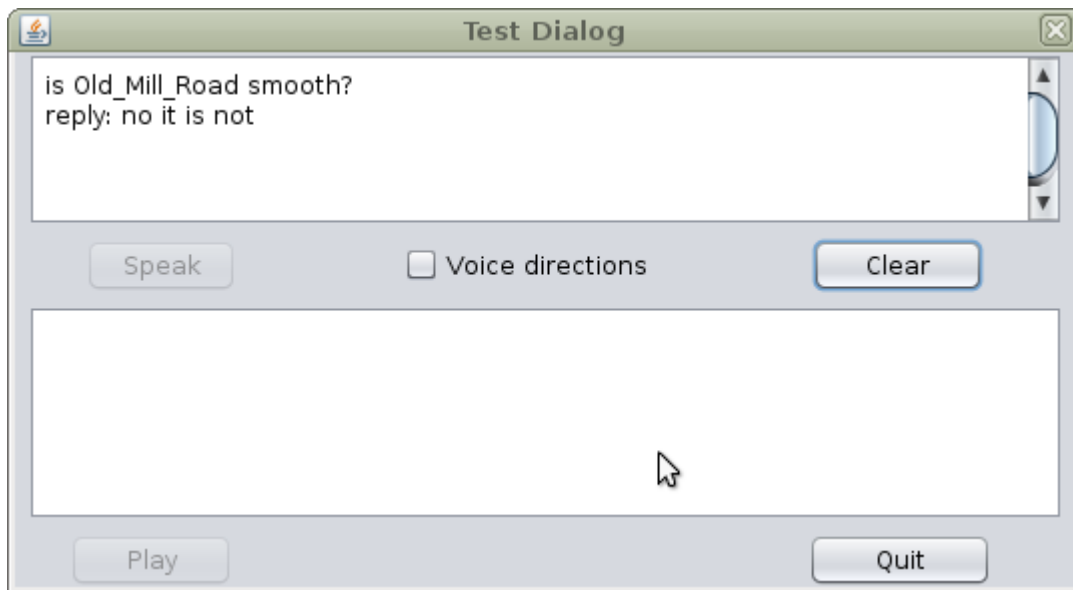 Test Dialog
is Old_Mill_Road smooth?
reply: no it is not
Speak
Voice directions
Clear
Play
Quit